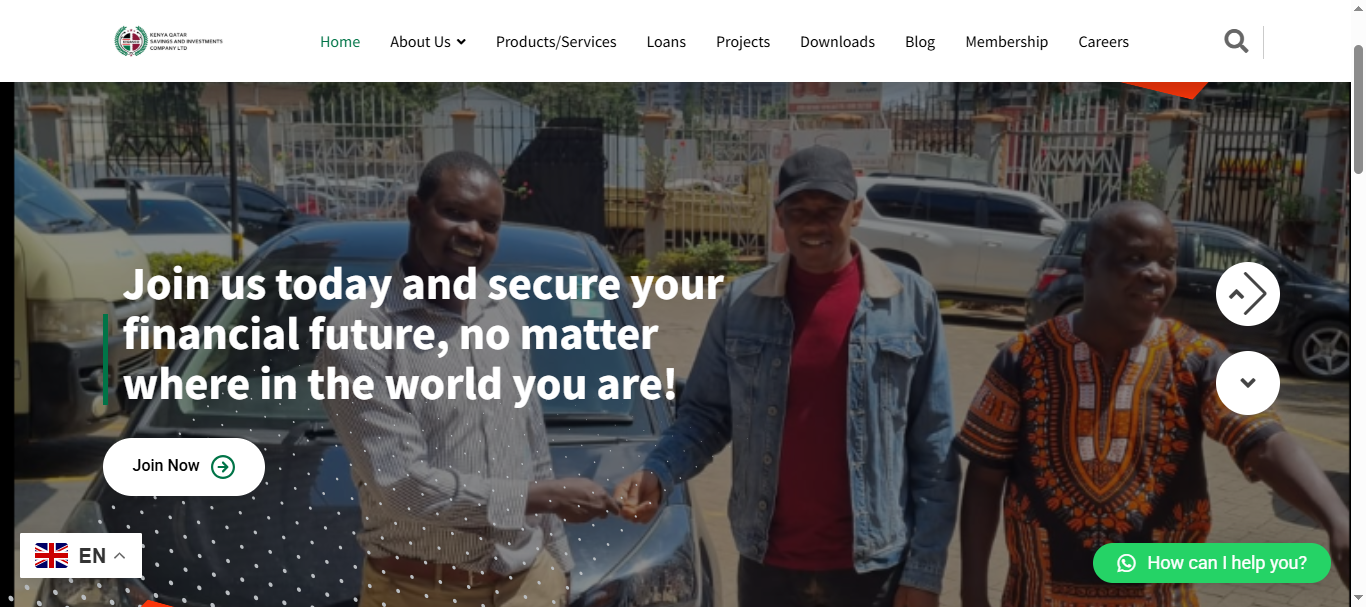 KENYA QATAR
SAVINGS AND INVESTMENTS
COMPANY LTD
Home
About Us
Products/Services
Loans
Projects
Downloads
Blog
Membership
Careers
Join us today and secure your
financial future, no matter
where in the world you are!
Join Now
EN
How can I help you?